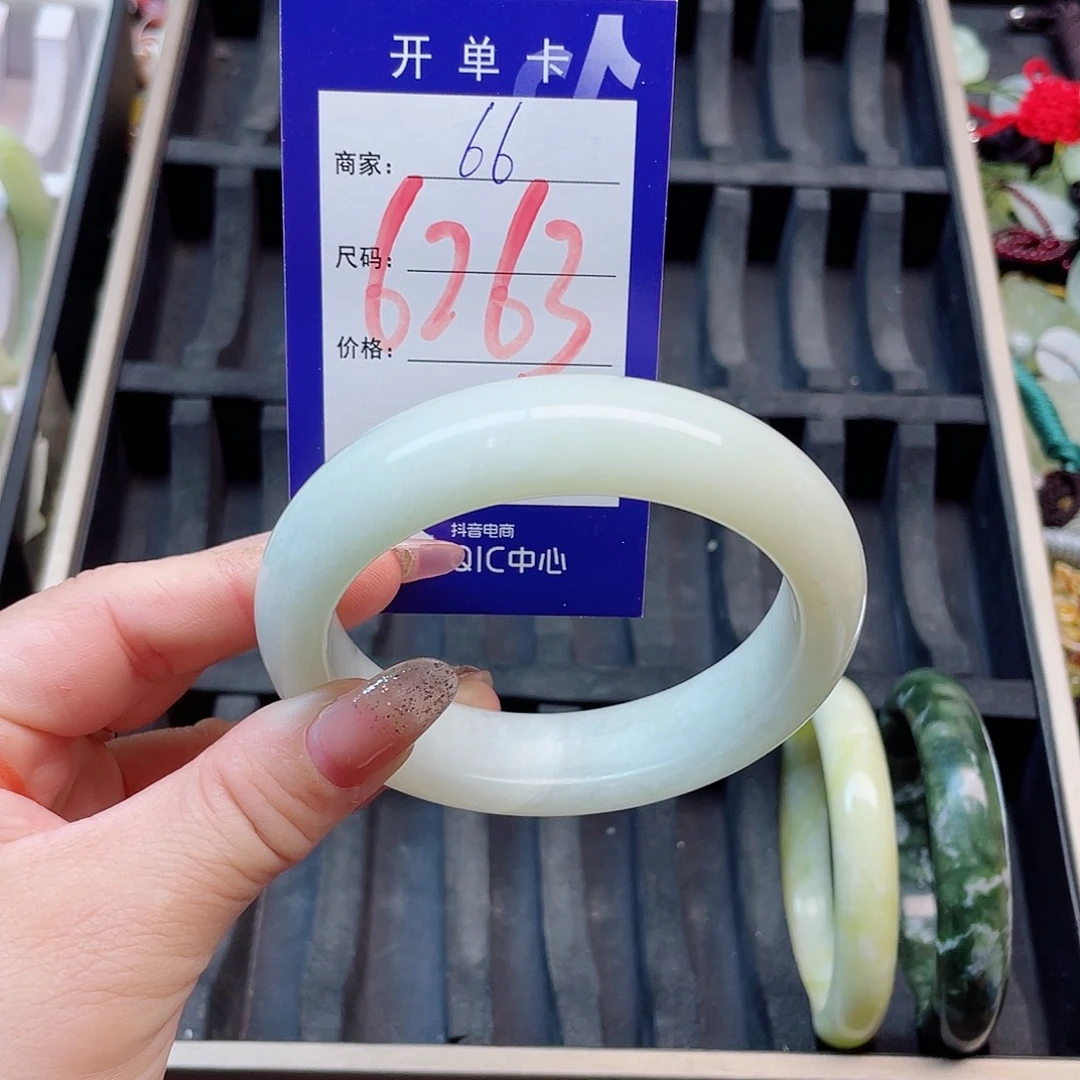 开单卡
商家： 66
尺码：
6263
价格：
抖音电商
QIC中心